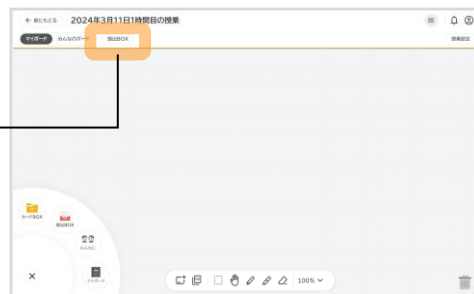 ← 前にもどる 2024年3月11日1時間目の授業
マイボード みんなのボード 提出BOX 授業設定
カードBOX
提出BOX
みんなに
マイボード
100%